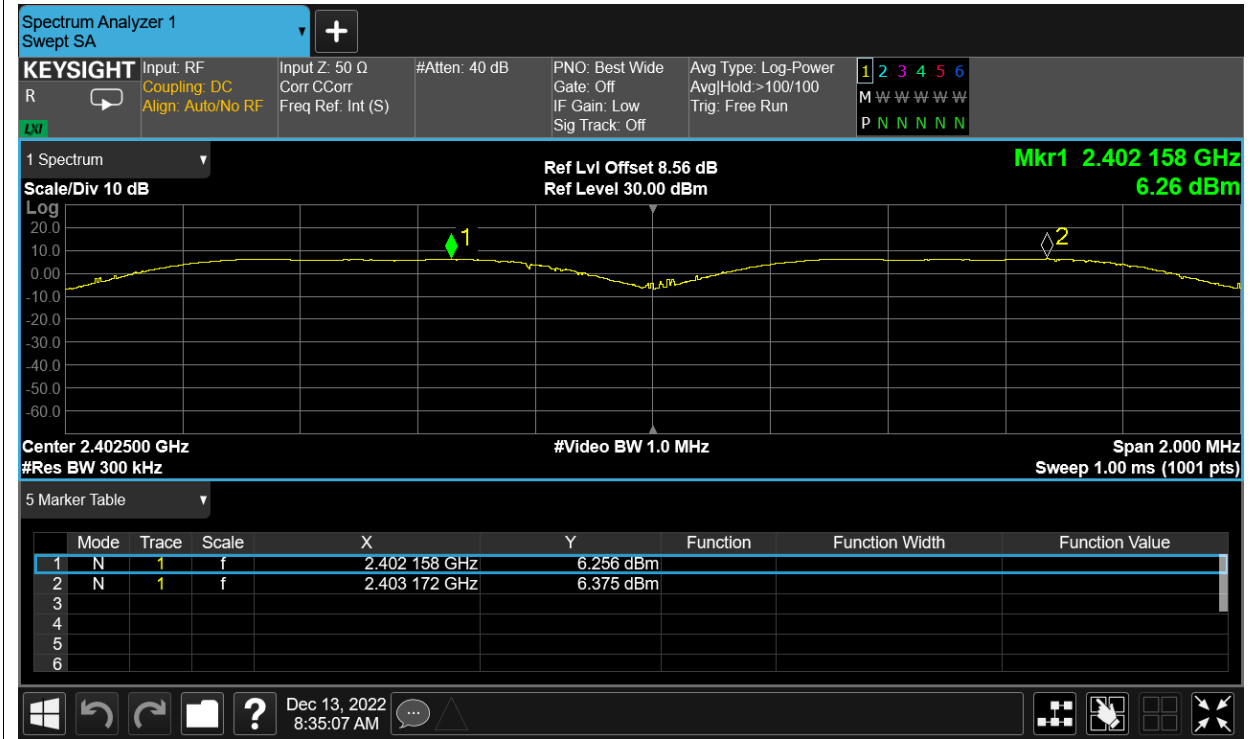 Spectrum Analyzer 1
Swept SA
+
KEYSIGHT
R
LXI
Input: RF
Coupling: DC
Align: Auto/No RF
Input Z: 50 Ω
Corr CCorr
Freq Ref: Int (S)
#Atten: 40 dB
PNO: Best Wide
Gate: Off
IF Gain: Low
Sig Track: Off
Avg Type: Log-Power
Avg|Hold:>100/100
Trig: Free Run
1 2 3 4 5 6
M W W W W W
P N N N N N
1 Spectrum
Scale/Div 10 dB
Ref Lvl Offset 8.56 dB
Ref Level 30.00 dBm
Mkr1 2.402 158 GHz
6.26 dBm
Log
20.0
10.0
0.00
-10.0
-20.0
-30.0
-40.0
-50.0
-60.0
1
2
Center 2.402500 GHz
#Res BW 300 kHz
#Video BW 1.0 MHz
Span 2.000 MHz
Sweep 1.00 ms (1001 pts)
5 Marker Table
Mode Trace Scale X Y Function Function Width Function Value
1 N 1 f 2.402 158 GHz 6.256 dBm
2 N 1 f 2.403 172 GHz 6.375 dBm
3
4
5
6
?
Dec 13, 2022
8:35:07 AM